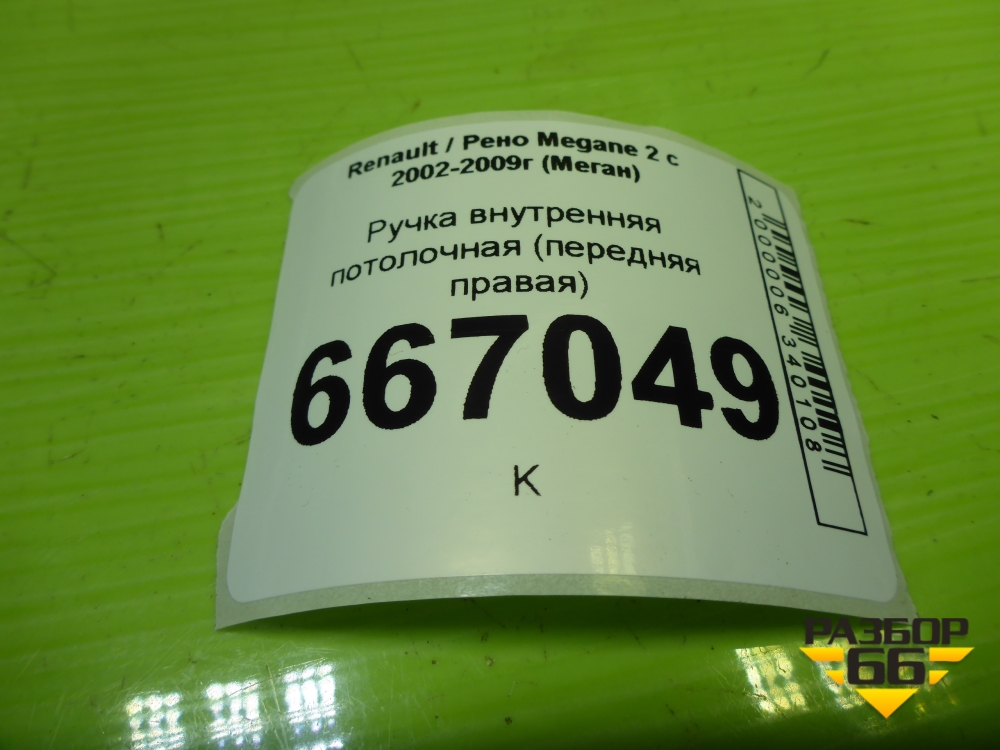 Renault / Рено Megane 2 с
2002-2009г (Меган)
Ручка внутренняя
потолочная (передняя
правая)
667049
К
2000006340108
РАЗБОР
66